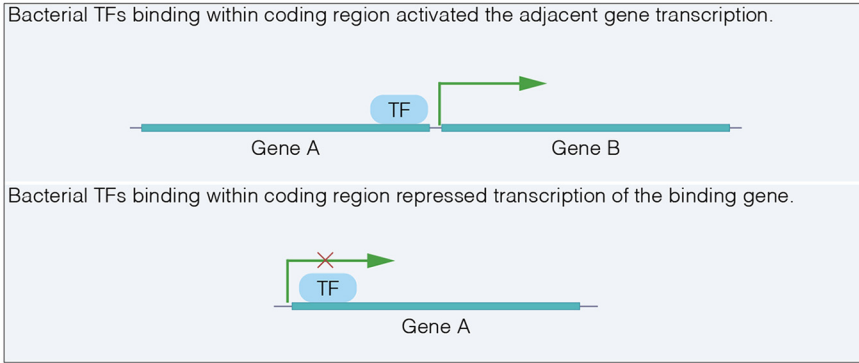 Bacterial TFs binding within coding region activated the adjacent gene transcription.
TF
Gene A
Gene B
Bacterial TFs binding within coding region repressed transcription of the binding gene.
TF
Gene A